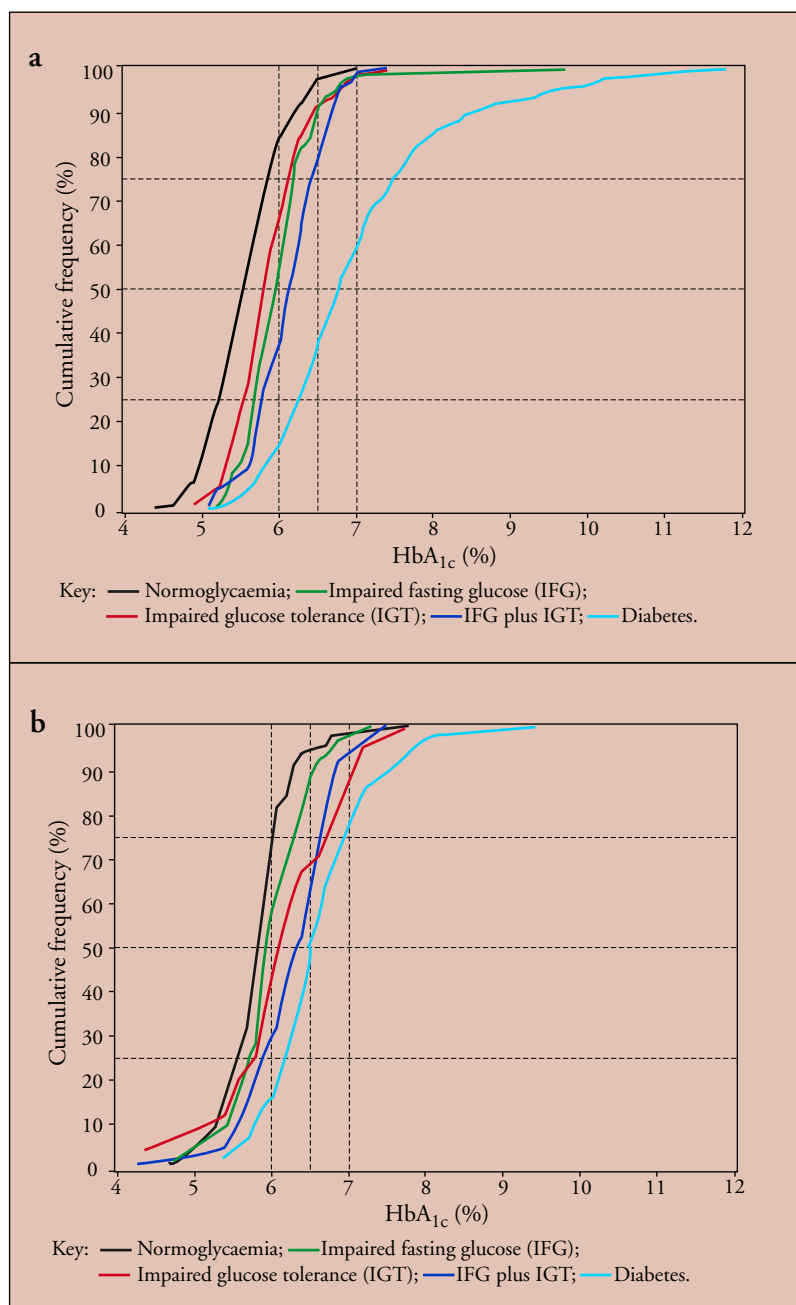 a
100
90
80
70
60
50
40
30
20
10
0
Cumulative frequency (%)
4 5 6 7 8 9 10 11 12
HbA1c (%)
Key: Normoglycaemia; Impaired fasting glucose (IFG);
Impaired glucose tolerance (IGT); IFG plus IGT; Diabetes.
b
100
90
80
70
60
50
40
30
20
10
0
Cumulative frequency (%)
4 5 6 7 8 9 10 11 12
HbA1c (%)
Key: Normoglycaemia; Impaired fasting glucose (IFG);
Impaired glucose tolerance (IGT); IFG plus IGT; Diabetes.